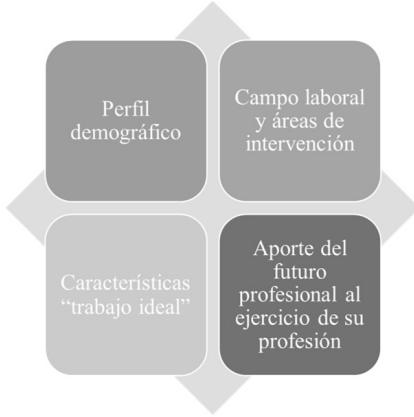 Perfil
demográfico
Campo laboral
y áreas de
intervención
Características
“trabajo ideal”
Aporte del
futuro
profesional al
ejercicio de su
profesión